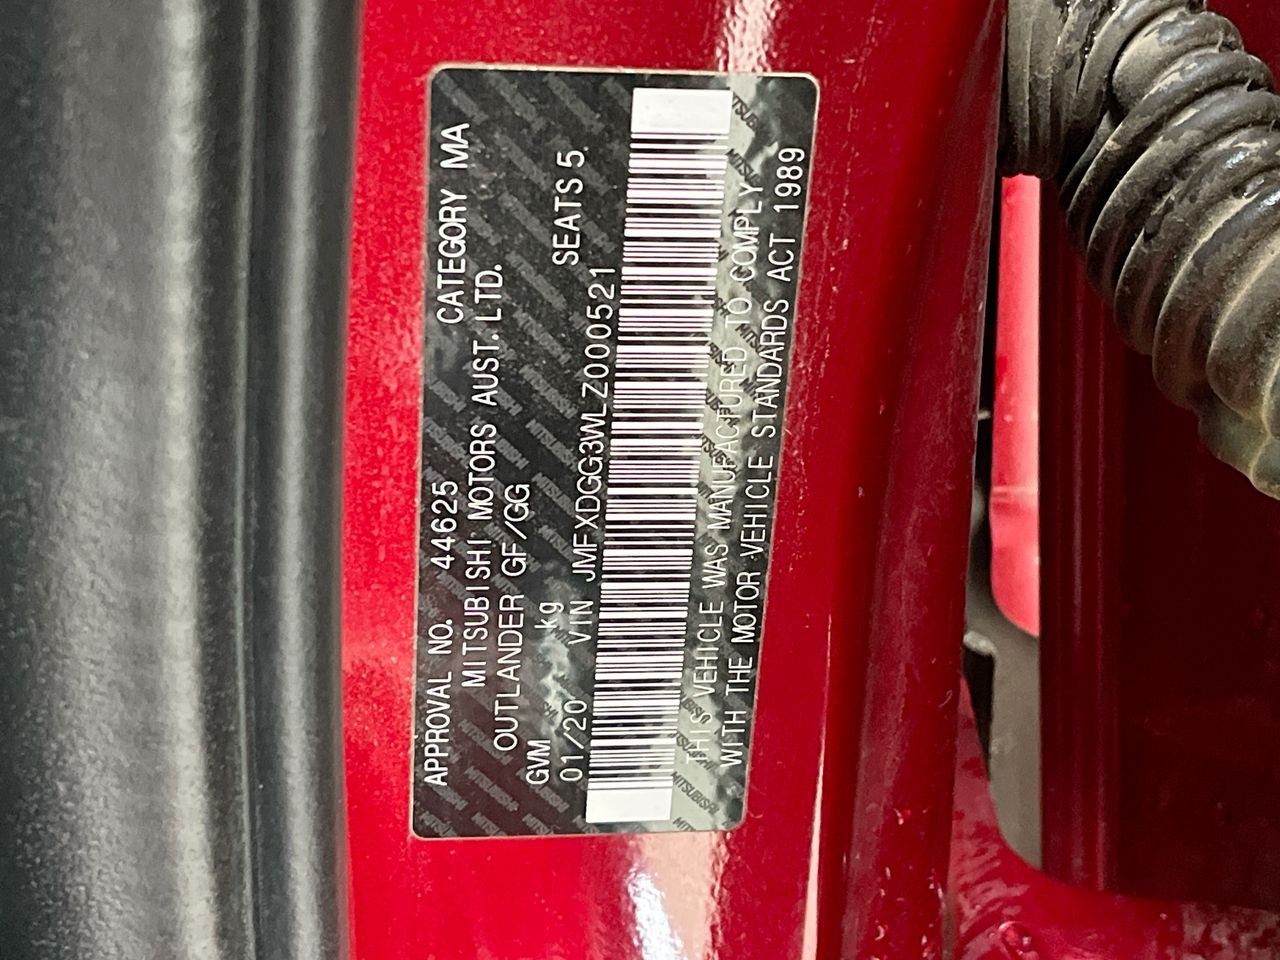 APPROVAL NO. 44625 CATEGORY MA
MITSUBISHI MOTORS AUST. LTD.
OUTLANDER GF/GG
GVM kg SEATS 5
01/20 VIN JMFXDGG3WLZ000521
THIS VEHICLE WAS MANUFACTURED TO COMPLY
WITH THE MOTOR VEHICLE STANDARDS ACT 1989